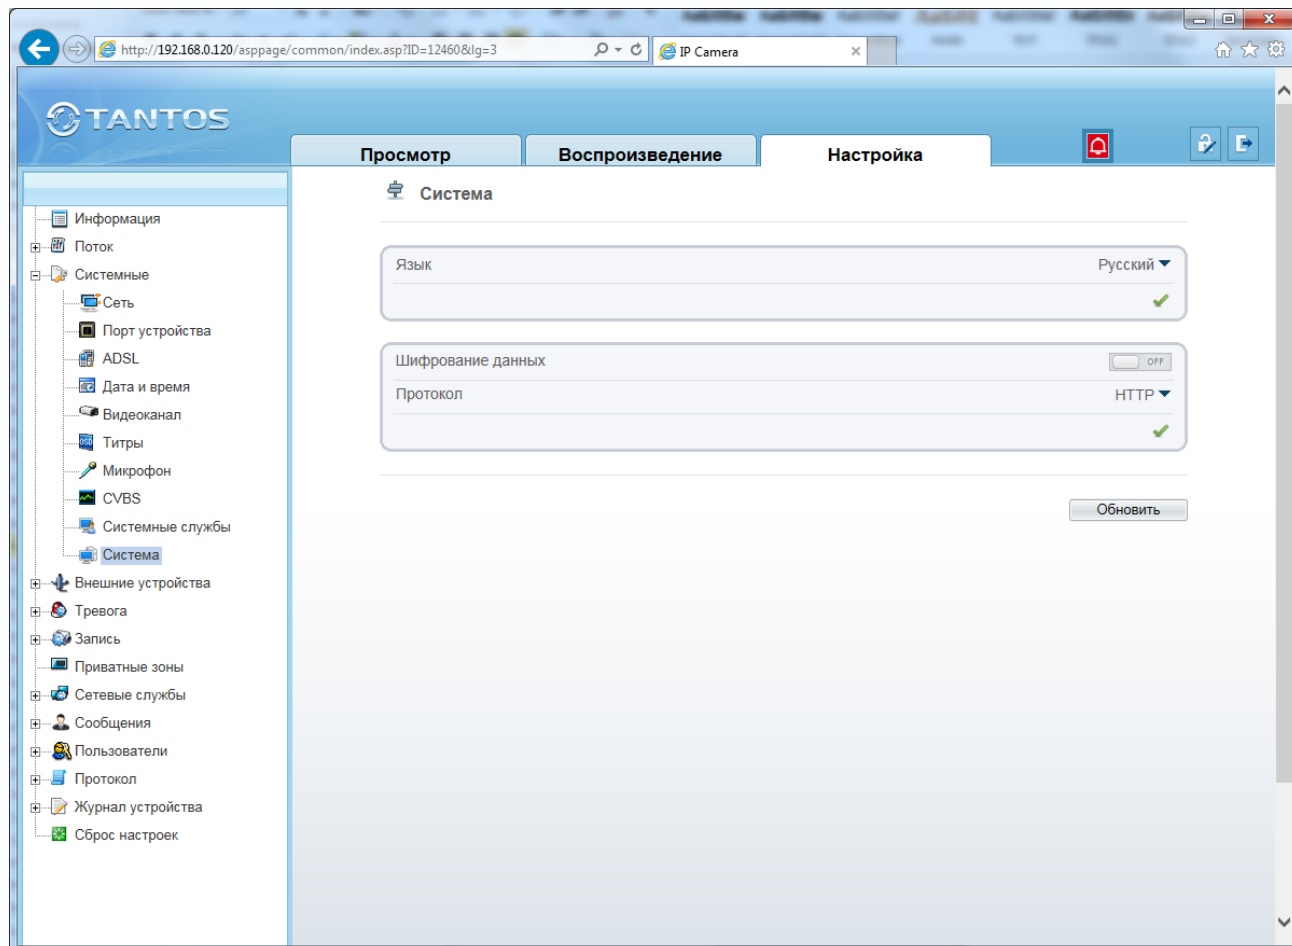 http://192.168.0.120/asppage/common/index.asp?ID=12460&lg=3
IP Camera
TANTOS
Просмотр
Воспроизведение
Настройка
Информация
Поток
Системные
Сеть
Порт устройства
ADSL
Дата и время
Видеоканал
OSD Титры
Микрофон
CVBS
Системные службы
Система
Внешние устройства
Тревога
Запись
Приватные зоны
Сетевые службы
Сообщения
Пользователи
Протокол
Журнал устройства
Сброс настроек
Система
Язык Русский
Шифрование данных OFF
Протокол HTTP
Обновить